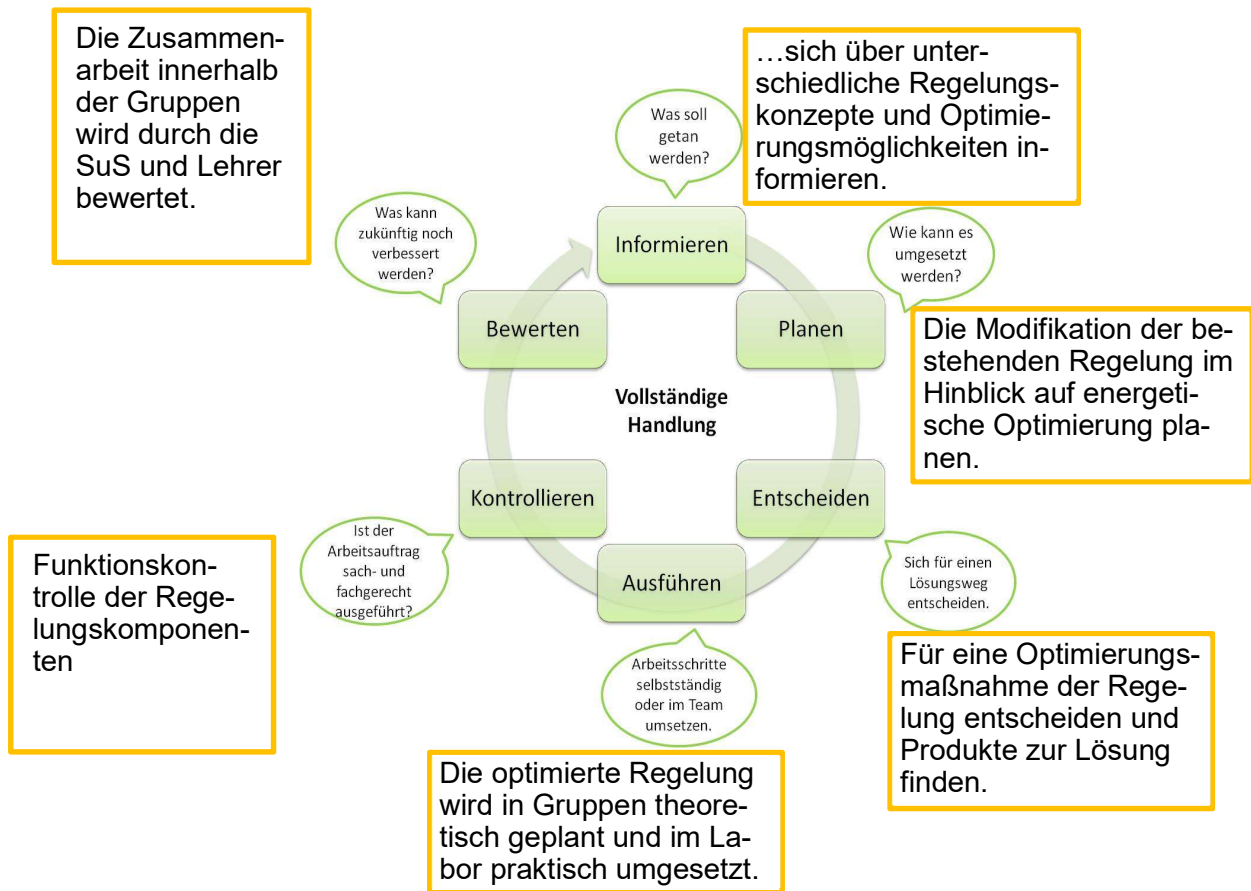 Die Zusammen-
arbeit innerhalb
der Gruppen
wird durch die
SuS und Lehrer
bewertet.
Was soll
getan
werden?
…sich über unter-
schiedliche Regelungs-
konzepte und Optimie-
rungsmöglichkeiten in-
formieren.
Was kann
zukünftig noch
verbessert
werden?
Informieren
Wie kann es
umgesetzt
werden?
Bewerten
Planen
Die Modifikation der be-
stehenden Regelung im
Hinblick auf energeti-
sche Optimierung pla-
nen.
Vollständige
Handlung
Kontrollieren
Entscheiden
Funktionskon-
trolle der Rege-
lungskomponen-
ten
Ist der
Arbeitsauftrag
sach- und
fachgerecht
ausgeführt?
Ausführen
Sich für einen
Lösungsweg
entscheiden.
Arbeitsschritte
selbstständig
oder im Team
umsetzen.
Für eine Optimierungs-
maßnahme der Rege-
lung entscheiden und
Produkte zur Lösung
finden.
Die optimierte Regelung
wird in Gruppen theore-
tisch geplant und im La-
bor praktisch umgesetzt.